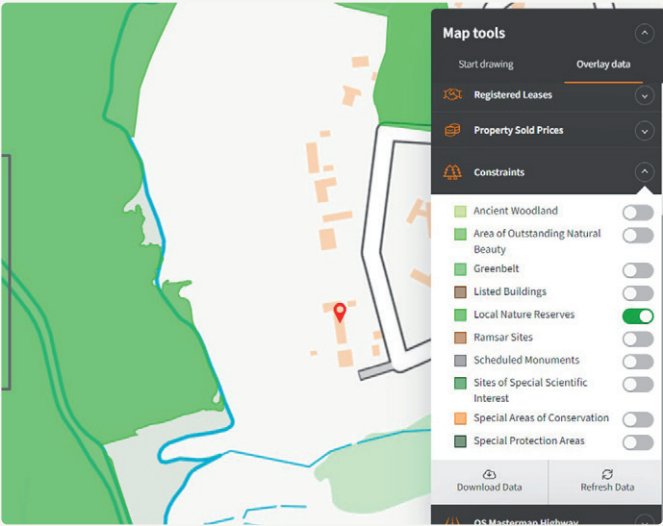 Map tools
Start drawing
Overlay data
Registered Leases
Property Sold Prices
Constraints
Ancient Woodland
Area of Outstanding Natural
Beauty
Greenbelt
Listed Buildings
Local Nature Reserves
Ramsar Sites
Scheduled Monuments
Sites of Special Scientific
Interest
Special Areas of Conservation
Special Protection Areas
Download Data
Refresh Data
OS Mastermap Highway